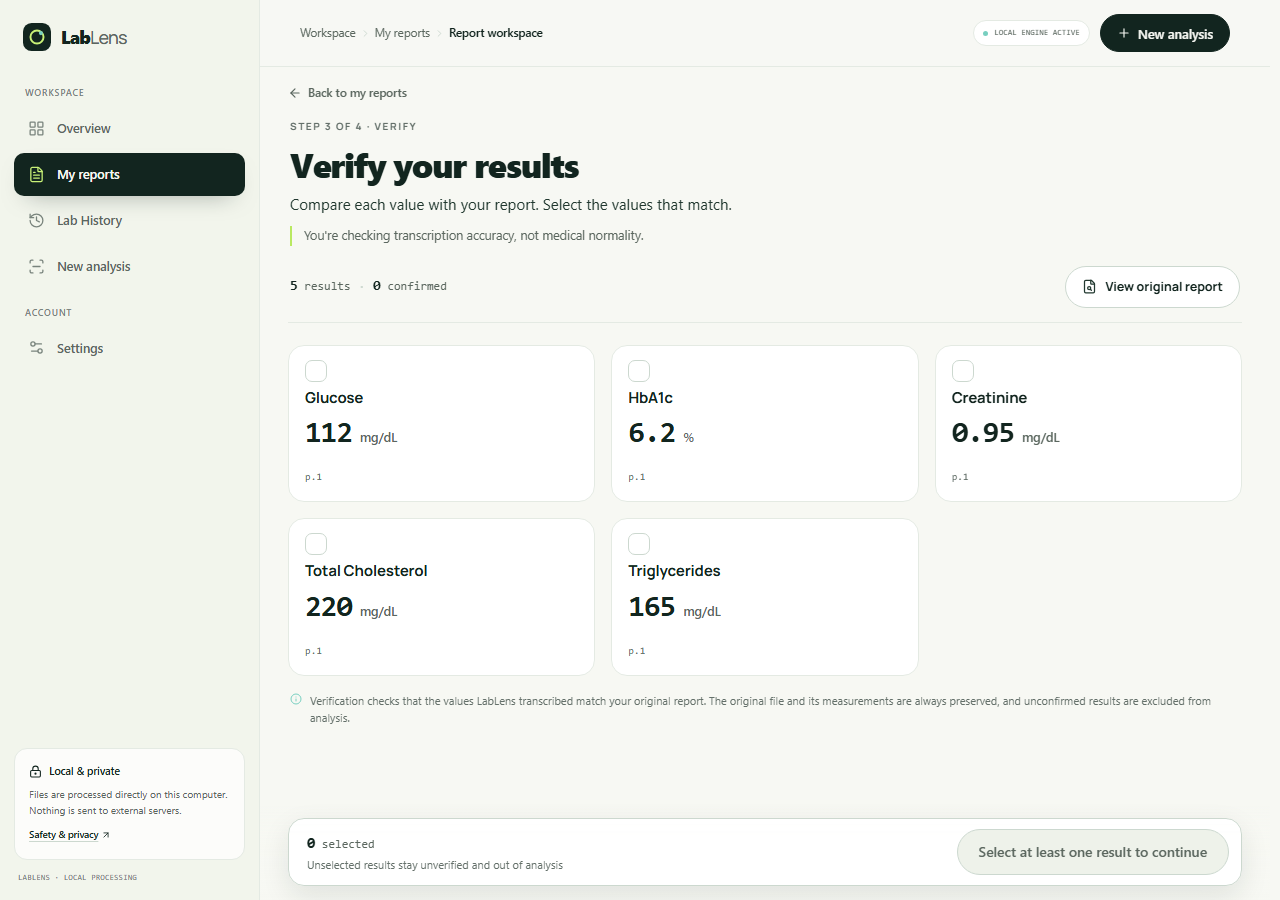 LabLens
WORKSPACE
Overview
My reports
Lab History
New analysis
ACCOUNT
Settings
Local & private
Files are processed directly on this computer.
Nothing is sent to external servers.
Safety & privacy
LABLENS · LOCAL PROCESSING
Workspace › My reports › Report workspace
LOCAL ENGINE ACTIVE
New analysis
Back to my reports
STEP 3 OF 4 · VERIFY
Verify your results
Compare each value with your report. Select the values that match.
You're checking transcription accuracy, not medical normality.
5 results · 0 confirmed
View original report
Glucose
112 mg/dL
p.1
HbA1c
6.2 %
p.1
Creatinine
0.95 mg/dL
p.1
Total Cholesterol
220 mg/dL
p.1
Triglycerides
165 mg/dL
p.1
Verification checks that the values LabLens transcribed match your original report. The original file and its measurements are always preserved, and unconfirmed results are excluded from
analysis.
0 selected
Unselected results stay unverified and out of analysis
Select at least one result to continue